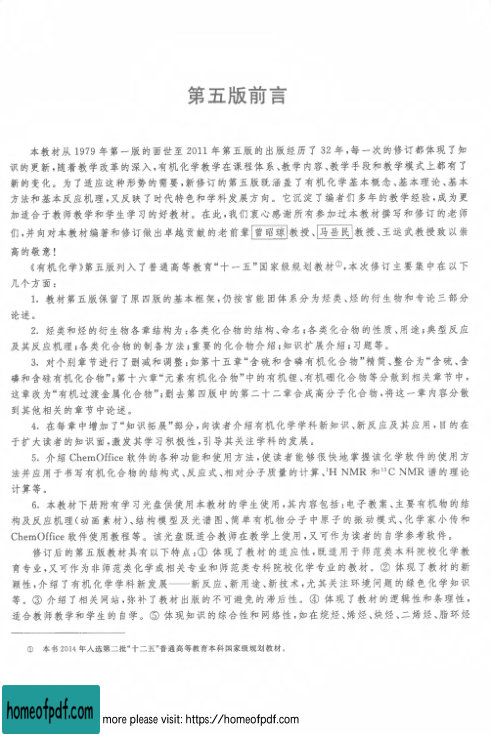 第五版前言
本教材从 1979 年第一版的面世至 2011 年第五版的出版经历了 32 年,每一次的修订都体现了知
识的更新,随着教学改革的深入,有机化学教学在课程体系、教学内容、教学手段和教学模式上都有了
新的变化。为了适应这种形势的需要,新修订的第五版既涵盖了有机化学基本概念、基本理论、基本
方法和基本反应机理,又反映了时代特色和学科发展方向。它沉淀了编者们多年的教学经验,成为更
加适合于教师教学和学生学习的好教材。在此,我们衷心感谢所有参加过本教材撰写和修订的老师
们,并向对本教材编著和修订做出卓越贡献的老前辈曾昭琼教授、马岳民教授、王运武教授致以崇
高的敬意!
《有机化学》第五版列入了普通高等教育“十一五”国家级规划教材①,本次修订主要集中在以下
几个方面:
1. 教材第五版保留了原四版的基本框架,仍按官能团体系分为烃类、烃的衍生物和专论三部分
论述。
2. 烃类和烃的衍生物各章结构为:各类化合物的结构、命名;各类化合物的性质、用途;典型反应
及其反应机理;各类化合物的制备方法;重要的化合物介绍;知识扩展介绍;习题等。
3. 对个别章节进行了删减和调整:如第十五章“含硫和含磷有机化合物”精简、整合为“含硫、含
磷和含硅有机化合物”;第十六章“元素有机化合物”中的有机锂、有机硼化合物等分散到相关章节中,
这章改为“有机过渡金属化合物”;删去第四版中的第二十二章合成高分子化合物,将这一章内容分散
到其他相关的章节中论述。
4. 在每章中增加了“知识拓展”部分,向读者介绍有机化学学科新知识、新反应及其应用,目的在
于扩大读者的知识面,激发其学习积极性,引导其关注学科的发展。
5. 介绍 ChemOffice 软件的各种功能和使用方法,使读者能够很快地掌握该化学软件的使用方
法并应用于书写有机化合物的结构式、反应式、相对分子质量的计算、¹H NMR 和¹³C NMR 谱的理论
计算等。
6. 本教材下册附有学习光盘供使用本教材的学生使用,其内容包括:电子教案、主要有机物的结
构及反应机理(动画素材)、结构模型及光谱图、简单有机物分子中原子的振动模式、化学家小传和
ChemOffice 软件使用教程等。该光盘既适合教师在教学上使用,又可作为读者的自学参考软件。
修订后的第五版教材具有以下特点:① 体现了教材的适应性,既适用于师范类本科院校化学教
育专业,又可作为非师范类化学或相关专业和师范类专科院校化学专业的教材。② 体现了教材的新
颖性,介绍了有机化学学科新发展——新反应、新用途、新技术,尤其关注环境问题的绿色化学知识
等。③ 介绍了相关网站,弥补了教材出版的不可避免的滞后性。④ 体现了教材的逻辑性和条理性,
适合教师教学和学生的自学。⑤ 体现知识的综合性和网络性,如在烷烃、烯烃、炔烃、二烯烃、脂环烃
① 本书 2014 年入选第二批“十二五”普通高等教育本科国家级规划教材。
homeofpdf.com
more please visit: https://homeofpdf.com